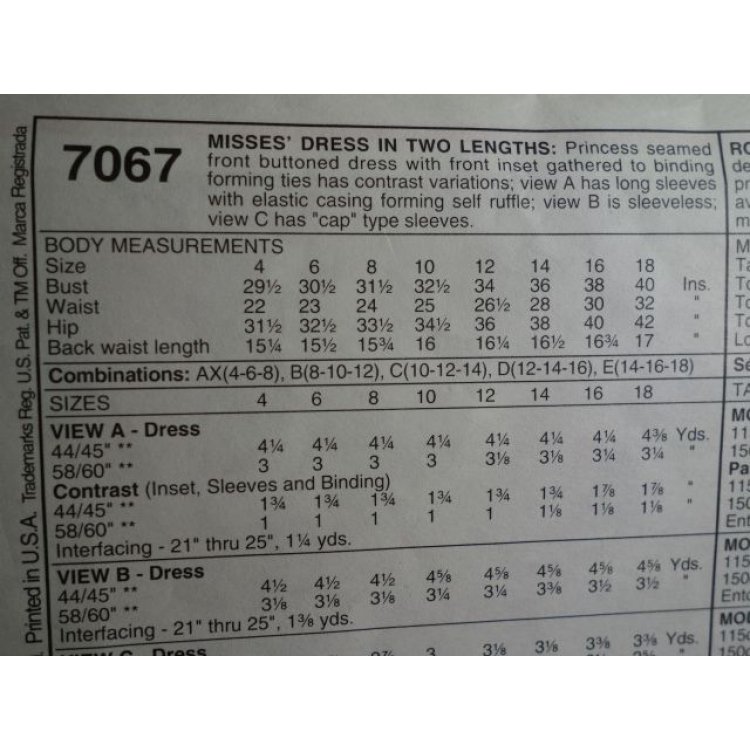 Printed in U.S.A. Trademarks Reg. U.S. Pat. & TM Off. Marca Registrada
7067
MISSES' DRESS IN TWO LENGTHS: Princess seamed
front buttoned dress with front inset gathered to binding
forming ties has contrast variations; view A has long sleeves
with elastic casing forming self ruffle; view B is sleeveless;
view C has "cap" type sleeves.
BODY MEASUREMENTS
Size 4 6 8 10 12 14 16 18
Bust 29½ 30½ 31½ 32½ 34 36 38 40 Ins.
Waist 22 23 24 25 26½ 28 30 32 "
Hip 31½ 32½ 33½ 34½ 36 38 40 42 "
Back waist length 15¼ 15½ 15¾ 16 16¼ 16½ 16¾ 17 "
Combinations: AX(4-6-8), B(8-10-12), C(10-12-14), D(12-14-16), E(14-16-18)
SIZES 4 6 8 10 12 14 16 18
VIEW A - Dress
44/45" ** 4¼ 4¼ 4¼ 4¼ 4¼ 4¼ 4¼ 4⅜ Yds.
58/60" ** 3 3 3 3 3⅛ 3⅛ 3¼ 3¼ "
Contrast (Inset, Sleeves and Binding)
44/45" ** 1¾ 1¾ 1¾ 1¾ 1¾ 1¾ 1⅞ 1⅞ "
58/60" ** 1 1 1 1 1 1⅛ 1⅛ 1⅛ "
Interfacing - 21" thru 25", 1¼ yds.
VIEW B - Dress
44/45" ** 4½ 4½ 4½ 4⅝ 4⅝ 4⅝ 4⅝ 4⅝ Yds.
58/60" ** 3⅛ 3⅛ 3⅛ 3¼ 3¼ 3⅜ 3½ 3½ "
Interfacing - 21" thru 25", 1⅜ yds.
VIEW C - Dress
3 3⅛ 3⅛ 3⅜ 3⅜ Yds.